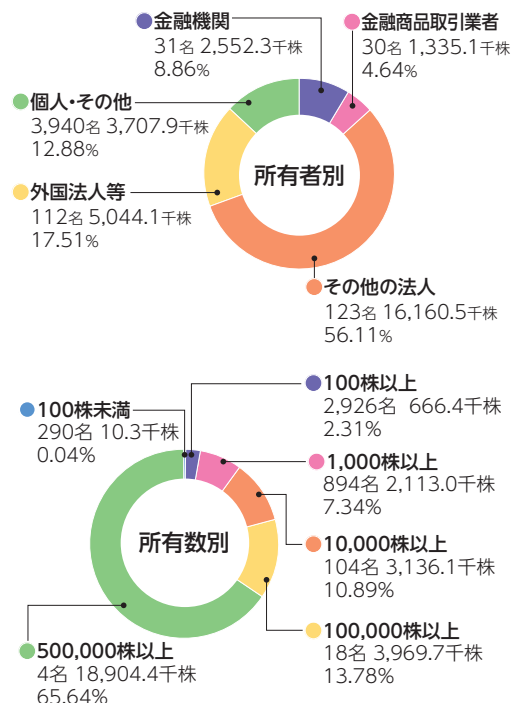 金融機関
31名 2,552.3千株
8.86%
金融商品取引業者
30名 1,335.1千株
4.64%
個人・その他
3,940名 3,707.9千株
12.88%
外国法人等
112名 5,044.1千株
17.51%
所有者別
その他の法人
123名 16,160.5千株
56.11%
100株未満
290名 10.3千株
0.04%
100株以上
2,926名 666.4千株
2.31%
1,000株以上
894名 2,113.0千株
7.34%
所有数別
10,000株以上
104名 3,136.1千株
10.89%
100,000株以上
18名 3,969.7千株
13.78%
500,000株以上
4名 18,904.4千株
65.64%